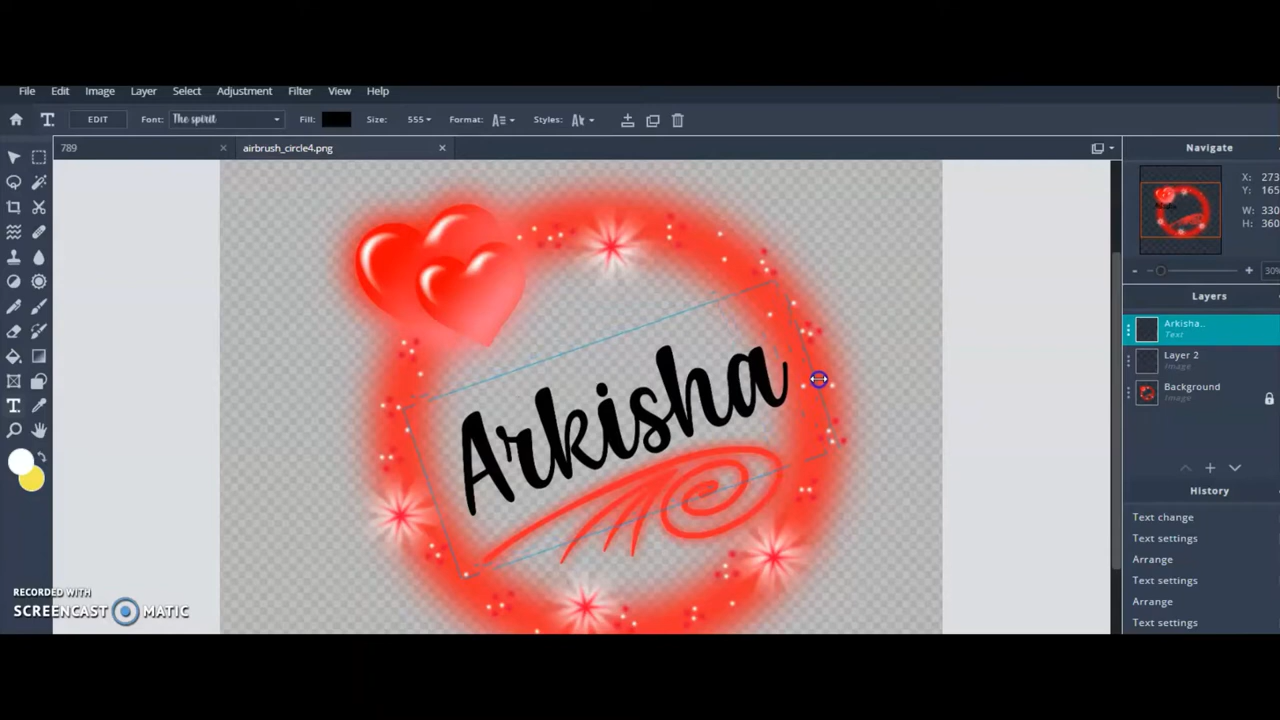 File Edit Image Layer Select Adjustment Filter View Help
EDIT Font: The spirit Fill: Size: 555 Format: Styles:
789 airbrush_circle4.png
Navigate
X: 273
Y: 165
W: 330
H: 360
30%
Layers
Arkisha..
Text
Layer 2
Image
Background
Image
History
Text change
Text settings
Arrange
Text settings
Arrange
Text settings
Arkisha
RECORDED WITH
SCREENCAST MATIC